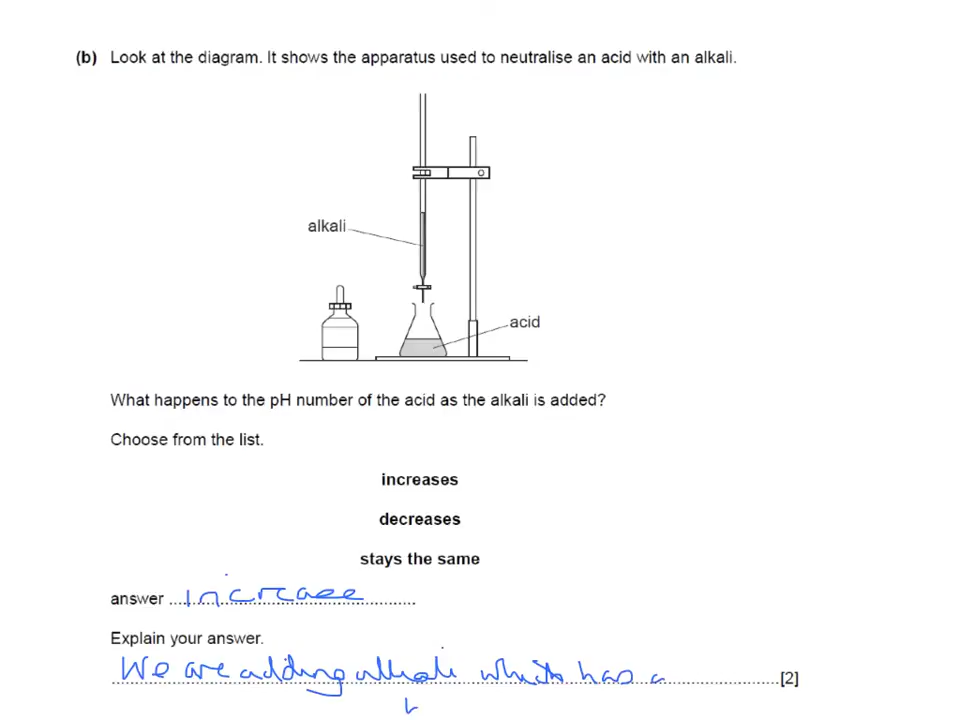 (b) Look at the diagram. It shows the apparatus used to neutralise an acid with an alkali.
alkali
acid
What happens to the pH number of the acid as the alkali is added?
Choose from the list.
increases
decreases
stays the same
answer increase
Explain your answer.
We are adding alkali which has a [2]